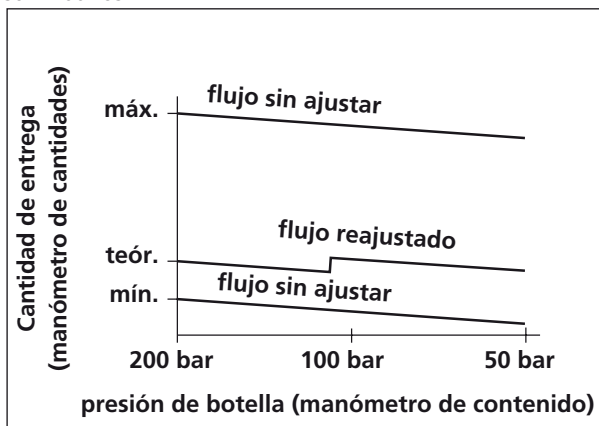 Cantidad de entrega
(manómetro de cantidades)
máx.
flujo sin ajustar
teór.
flujo reajustado
mín.
flujo sin ajustar
200 bar
100 bar
50 bar
presión de botella (manómetro de contenido)